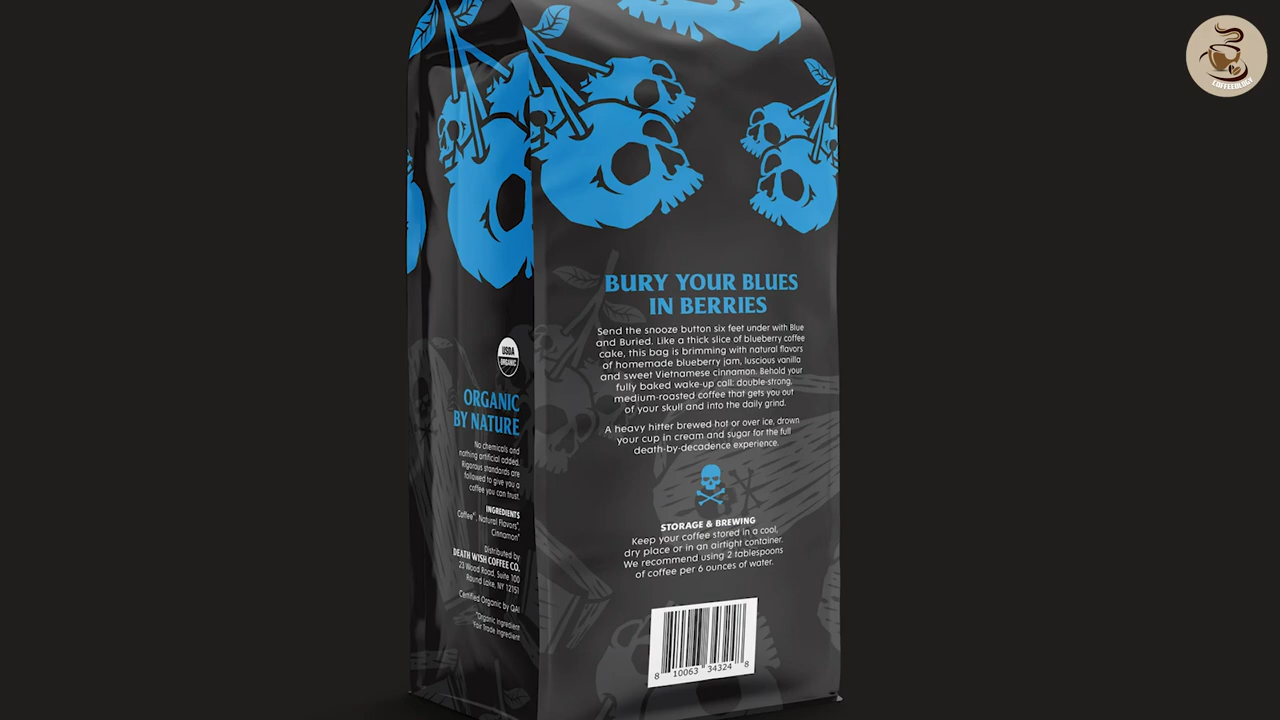 COFFEEOLOGY
BURY YOUR BLUES
IN BERRIES
Send the snooze button six feet under with Blue
and Buried. Like a thick slice of blueberry coffee
cake, this bag is brimming with natural flavors
of homemade blueberry jam, luscious vanilla
and sweet Vietnamese cinnamon. Behold your
fully baked wake-up call: double-strong,
medium-roasted coffee that gets you out
of your skull and into the daily grind.
A heavy hitter brewed hot or over ice, drown
your cup in cream and sugar for the full
death-by-decadence experience.
STORAGE & BREWING
Keep your coffee stored in a cool,
dry place or in an airtight container.
We recommend using 2 tablespoons
of coffee per 6 ounces of water.
8 10063 34324 8
USDA
ORGANIC
ORGANIC
BY NATURE
No chemicals and
nothing artificial added.
Rigorous standards are
followed to give you a
coffee you can trust.
INGREDIENTS
Coffee*†, Natural Flavors*,
Cinnamon*
Distributed by
DEATH WISH COFFEE CO.
23 Wood Road, Suite 100
Round Lake, NY 12151
Certified Organic by QAI
*Organic Ingredient
†Fair Trade Ingredient